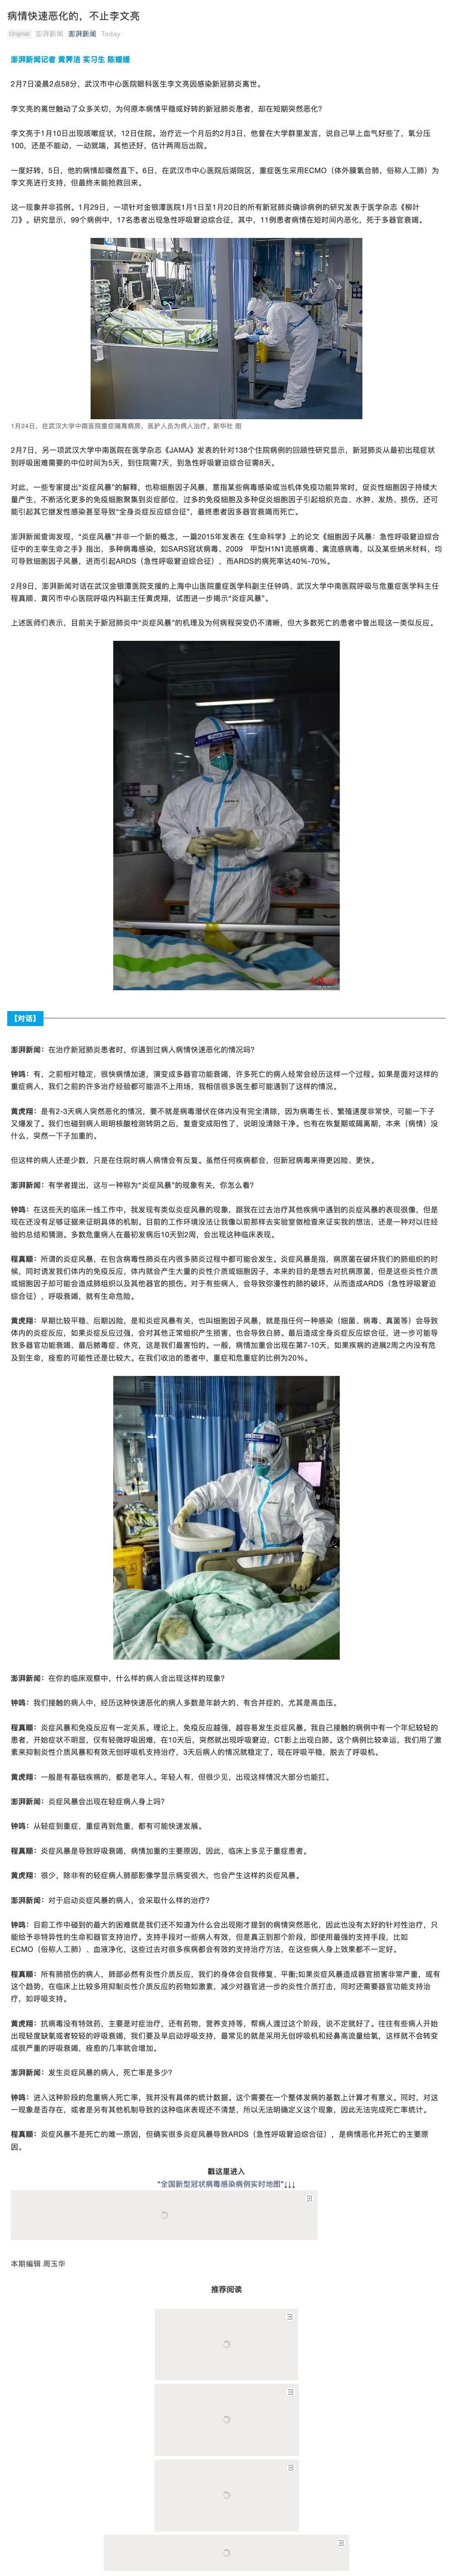 病情快速恶化的，不止李文亮
Original 澎湃新闻 澎湃新闻 Today
澎湃新闻记者 黄霁洁 实习生 陈媛媛
2月7日凌晨2点58分，武汉市中心医院眼科医生李文亮因感染新冠肺炎离世。
李文亮的离世触动了众多关切，为何原本病情平稳或好转的新冠肺炎患者，却在短期突然恶化？
李文亮于1月10日出现咳嗽症状，12日住院。治疗近一个月后的2月3日，他曾在大学群里发言，说自己早上血气好些了，氧分压
100，还是不能动，一动就喘，其他还好，估计两周后出院。
一度好转，5日，他的病情却骤然直下。6日，在武汉市中心医院后湖院区，重症医生采用ECMO（体外膜氧合肺，俗称人工肺）为
李文亮进行支持，但最终未能抢救回来。
这一现象并非孤例。1月29日，一项针对金银潭医院1月1日至1月20日的所有新冠肺炎确诊病例的研究发表于医学杂志《柳叶
刀》。研究显示，99个病例中，17名患者出现急性呼吸窘迫综合征，其中，11例患者病情在短时间内恶化，死于多器官衰竭。
1月24日，在武汉大学中南医院重症隔离病房，医护人员为病人治疗。新华社 图
2月7日，另一项武汉大学中南医院在医学杂志《JAMA》发表的针对138个住院病例的回顾性研究显示，新冠肺炎从最初出现症状
到呼吸困难需要的中位时间为5天，到住院需7天，到急性呼吸窘迫综合征需8天。
对此，一些专家提出“炎症风暴”的解释，也称细胞因子风暴，意指某些病毒感染或当机体免疫功能异常时，促炎性细胞因子持续大
量产生，不断活化更多的免疫细胞聚集到炎症部位，过多的免疫细胞及多种促炎细胞因子引起组织充血、水肿、发热、损伤，还可
能引起其它继发性感染甚至导致“全身炎症反应综合征”，最终患者因多器官衰竭而死亡。
澎湃新闻查询发现，“炎症风暴”并非一个新的概念，一篇2015年发表在《生命科学》上的论文《细胞因子风暴：急性呼吸窘迫综合
征中的主宰生命之手》指出，多种病毒感染，如SARS冠状病毒、2009 甲型H1N1流感病毒、禽流感病毒，以及某些纳米材料，均
可导致细胞因子风暴，进而引起ARDS（急性呼吸窘迫综合征），而ARDS的病死率达40%-70%。
2月9日，澎湃新闻对话在武汉金银潭医院支援的上海中山医院重症医学科副主任钟鸣、武汉大学中南医院呼吸与危重症医学科主任
程真顺、黄冈市中心医院呼吸内科副主任黄虎翔，试图进一步揭示“炎症风暴”。
上述医师们表示，目前关于新冠肺炎中“炎症风暴”的机理及为何病程突变仍不清晰，但大多数死亡的患者中曾出现这一类似反应。
【对话】
澎湃新闻：在治疗新冠肺炎患者时，你遇到过病人病情快速恶化的情况吗？
钟鸣：有，之前相对稳定，很快病情加速，演变成多器官功能衰竭，许多死亡的病人经常会经历这样一个过程。如果是面对这样的
重症病人，我们之前的许多治疗经验都可能派不上用场，我相信很多医生都可能遇到了这样的情况。
黄虎翔：是有2-3天病人突然恶化的情况，要不就是病毒潜伏在体内没有完全清除，因为病毒生长、繁殖速度非常快，可能一下子
又爆发了。我们也碰到病人明明核酸检测转阴之后，复查变成阳性了，说明没清除干净。也有在恢复期或隔离期，本来（病情）没
什么，突然一下子加重的。
但这样的病人还是少数，只是在住院时病人病情会有反复。虽然任何疾病都会，但新冠病毒来得更凶险、更快。
澎湃新闻：有学者提出，这与一种称为“炎症风暴”的现象有关，你怎么看？
钟鸣：在这些天的临床一线工作中，我发现有类似炎症风暴的现象，跟我在过去治疗其他疾病中遇到的炎症风暴的表现很像，但是
现在还没有足够证据来证明具体的机制。目前的工作环境没法让我像以前那样去实验室做检查来证实我的想法，还是一种对以往经
验的总结和猜测。多数危重病人在最初发病后10天到2周，会出现这种临床表现。
程真顺：所谓的炎症风暴，在包含病毒性肺炎在内很多肺炎过程中都可能会发生。炎症风暴是指，病原菌在破坏我们的肺组织的时
候，同时诱发我们体内的免疫反应，体内就会产生大量的炎性介质或细胞因子，本来的目的是想去对抗病原菌，但是这些炎性介质
或细胞因子却可能会造成肺组织以及其他器官的损伤。对于有些病人，会导致弥漫性的肺的破坏，从而造成ARDS（急性呼吸窘迫
综合征），呼吸衰竭，就有生命危险。
黄虎翔：早期比较平稳、后期凶险，是和炎症风暴有关，也叫细胞因子风暴，就是指任何一种感染（细菌、病毒、真菌等）会导致
体内的炎症反应，如果炎症反应过强，会对其他正常组织产生损害，也会导致白肺。最后造成全身炎症反应综合征，进一步可能导
致多器官功能衰竭、最后脓毒症、休克，这是我们最害怕的。一般，病情加重会出现在第7-10天，如果疾病的进展2周之内没有危
及到生命，痊愈的可能性还是比较大。在我们收治的患者中，重症和危重症的比例为20%。
澎湃新闻：在你的临床观察中，什么样的病人会出现这样的现象？
钟鸣：我们接触的病人中，经历这种快速恶化的病人多数是年龄大的、有合并症的，尤其是高血压。
程真顺：炎症风暴和免疫反应有一定关系。理论上，免疫反应越强，越容易发生炎症风暴。我自己接触的病例中有一个年纪较轻的
患者，开始症状不明显，仅有轻微呼吸困难，在10天后，突然就出现呼吸窘迫，CT影上出现白肺。这个病例比较幸运，我们用了激
素来抑制炎性介质风暴和有效无创呼吸机支持治疗，3天后病人的情况就稳定了，现在呼吸平稳，脱去了呼吸机。
黄虎翔：一般是有基础疾病的，都是老年人。年轻人有，但很少见，出现这样情况大部分也能扛。
澎湃新闻：炎症风暴会出现在轻症病人身上吗？
钟鸣：从轻症到重症，重症再到危重，都有可能快速发展。
程真顺：炎症风暴是导致呼吸衰竭，病情加重的主要原因，因此，临床上多见于重症患者。
黄虎翔：很少，除非有的轻症病人肺部影像学显示病变很大，也会产生这样的炎症风暴。
澎湃新闻：对于启动炎症风暴的病人，会采取什么样的治疗？
钟鸣：目前工作中碰到的最大的困难就是我们还不知道为什么会出现刚才提到的病情突然恶化，因此也没有太好的针对性治疗，只
能给予非特异性的生命和器官支持治疗。支持手段对一些病人有效，但是真正到那个阶段，即使用最强的支持手段，比如
ECMO（俗称人工肺）、血液净化，这些过去对很多疾病都会有效的支持治疗方法，在这些病人身上效果都不一定好。
程真顺：所有肺损伤的病人，肺部必然有炎性介质反应，我们的身体会自我修复、平衡;如果炎症风暴造成器官损害非常严重，或有
这个趋势，在临床上比较多用抑制炎性介质反应的药物如激素，减少对器官进一步的炎性介质打击，同时还需要器官功能支持治
疗，如呼吸支持。
黄虎翔：抗病毒没有特效药，主要是对症治疗，还有药物，营养支持等，帮病人渡过这个阶段，说不定就好了。往往有些病人开始
出现轻度缺氧或者较轻的呼吸衰竭，我们要及早启动呼吸支持，最常见的就是采用无创呼吸机和经鼻高流量给氧，这样就不会转变
成很严重的呼吸衰竭，痊愈的几率就会增加。
澎湃新闻：发生炎症风暴的病人，死亡率是多少？
钟鸣：进入这种阶段的危重病人死亡率，我并没有具体的统计数据。这个需要在一个整体发病的基数上计算才有意义。同时，对这
一现象是否存在，或者是另有其他机制导致的这种临床表现还不清楚，所以无法明确定义这个现象，因此无法完成死亡率统计。
程真顺：炎症风暴不是死亡的唯一原因，但确实很多炎症风暴导致ARDS（急性呼吸窘迫综合征），是病情恶化并死亡的主要原
因。
戳这里进入
“全国新型冠状病毒感染病例实时地图”↓↓↓
本期编辑 周玉华
推荐阅读